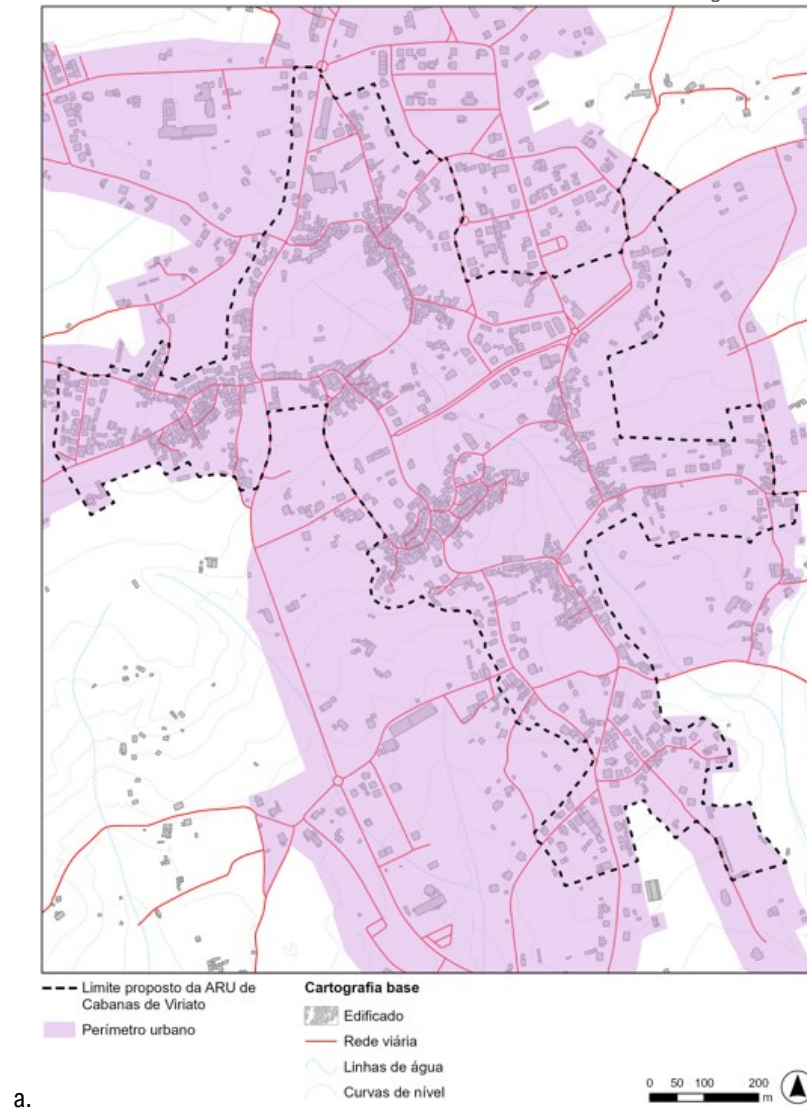 Limite proposto da ARU de
Cabanas de Viriato
Perímetro urbano
Cartografia base
Edificado
Rede viária
Linhas de água
Curvas de nível
0 50 100 200
m
a.